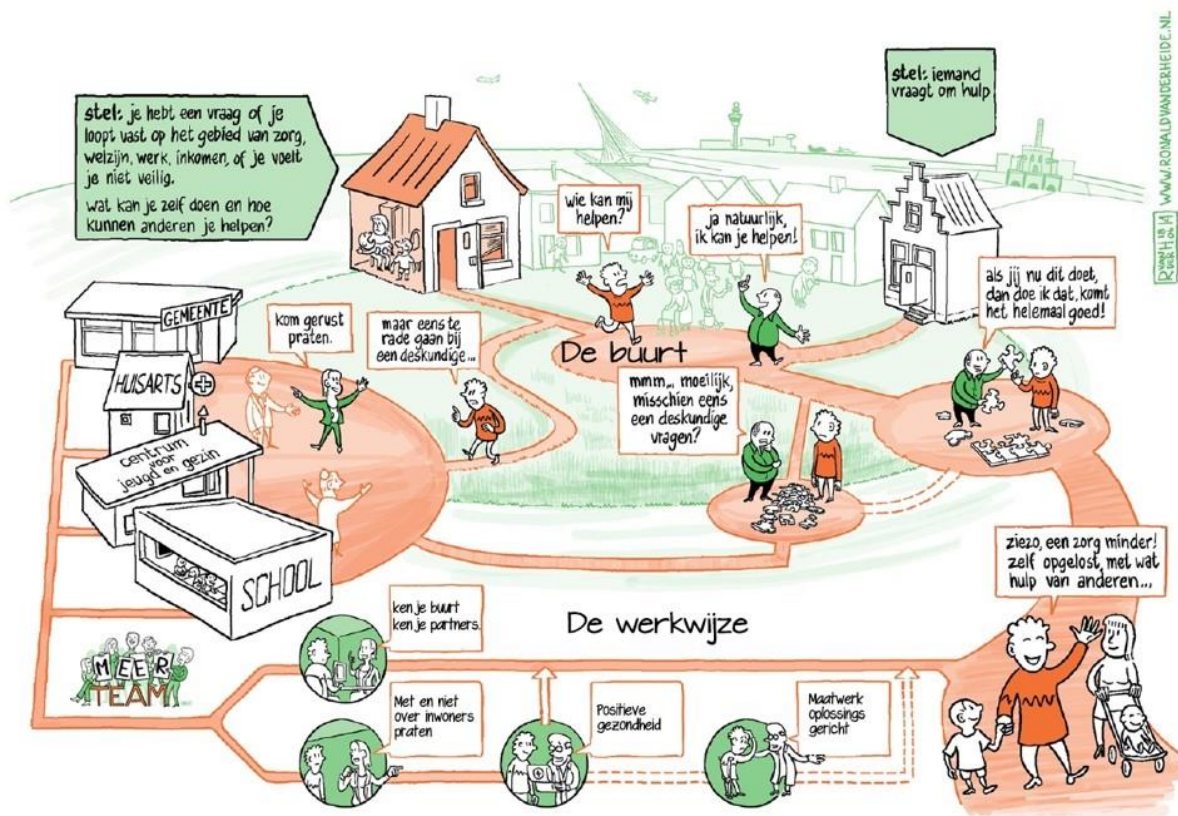 stel: je hebt een vraag of je
loopt vast op het gebied van zorg,
welzijn, werk, inkomen, of je voelt
je niet veilig.
wat kan je zelf doen en hoe
kunnen anderen je helpen?
stel: iemand
vraagt om hulp
WWW.RONALDVANDERHEIDE.NL
wie kan mij
helpen?
ja natuurlijk,
ik kan je helpen!
als jij nu dit doet,
dan doe ik dat, komt
het helemaal goed!
GEMEENTE
kom gerust
praten.
maar eens te
rade gaan bij
een deskundige...
De buurt
HUISARTS
mmm... moeilijk,
misschien eens
een deskundige
vragen?
centrum
voor
jeugd en gezin
SCHOOL
ziezo, een zorg minder!
zelf opgelost, met wat
hulp van anderen...
De werkwijze
ken je buurt
ken je partners.
MEER
TEAM
Met en niet
over inwoners
praten
Positieve
gezondheid
Maatwerk
oplossings
gericht